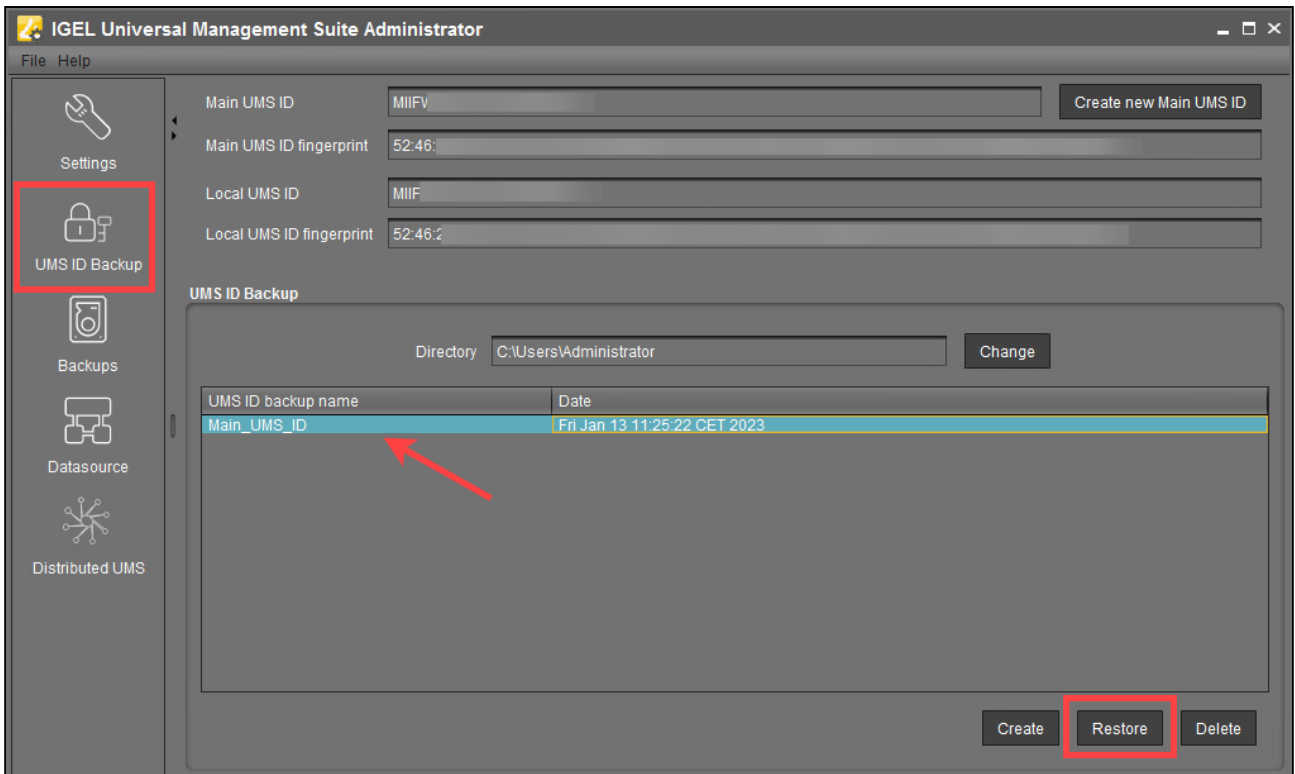 IGEL Universal Management Suite Administrator
File Help
Settings
UMS ID Backup
Backups
Datasource
Distributed UMS
Main UMS ID
Create new Main UMS ID
Main UMS ID fingerprint 52:46:
Local UMS ID
Local UMS ID fingerprint 52:46:2
UMS ID Backup
Directory C:\Users\Administrator Change
UMS ID backup name Date
Main_UMS_ID Fri Jan 13 11:25:22 CET 2023
Create Restore Delete